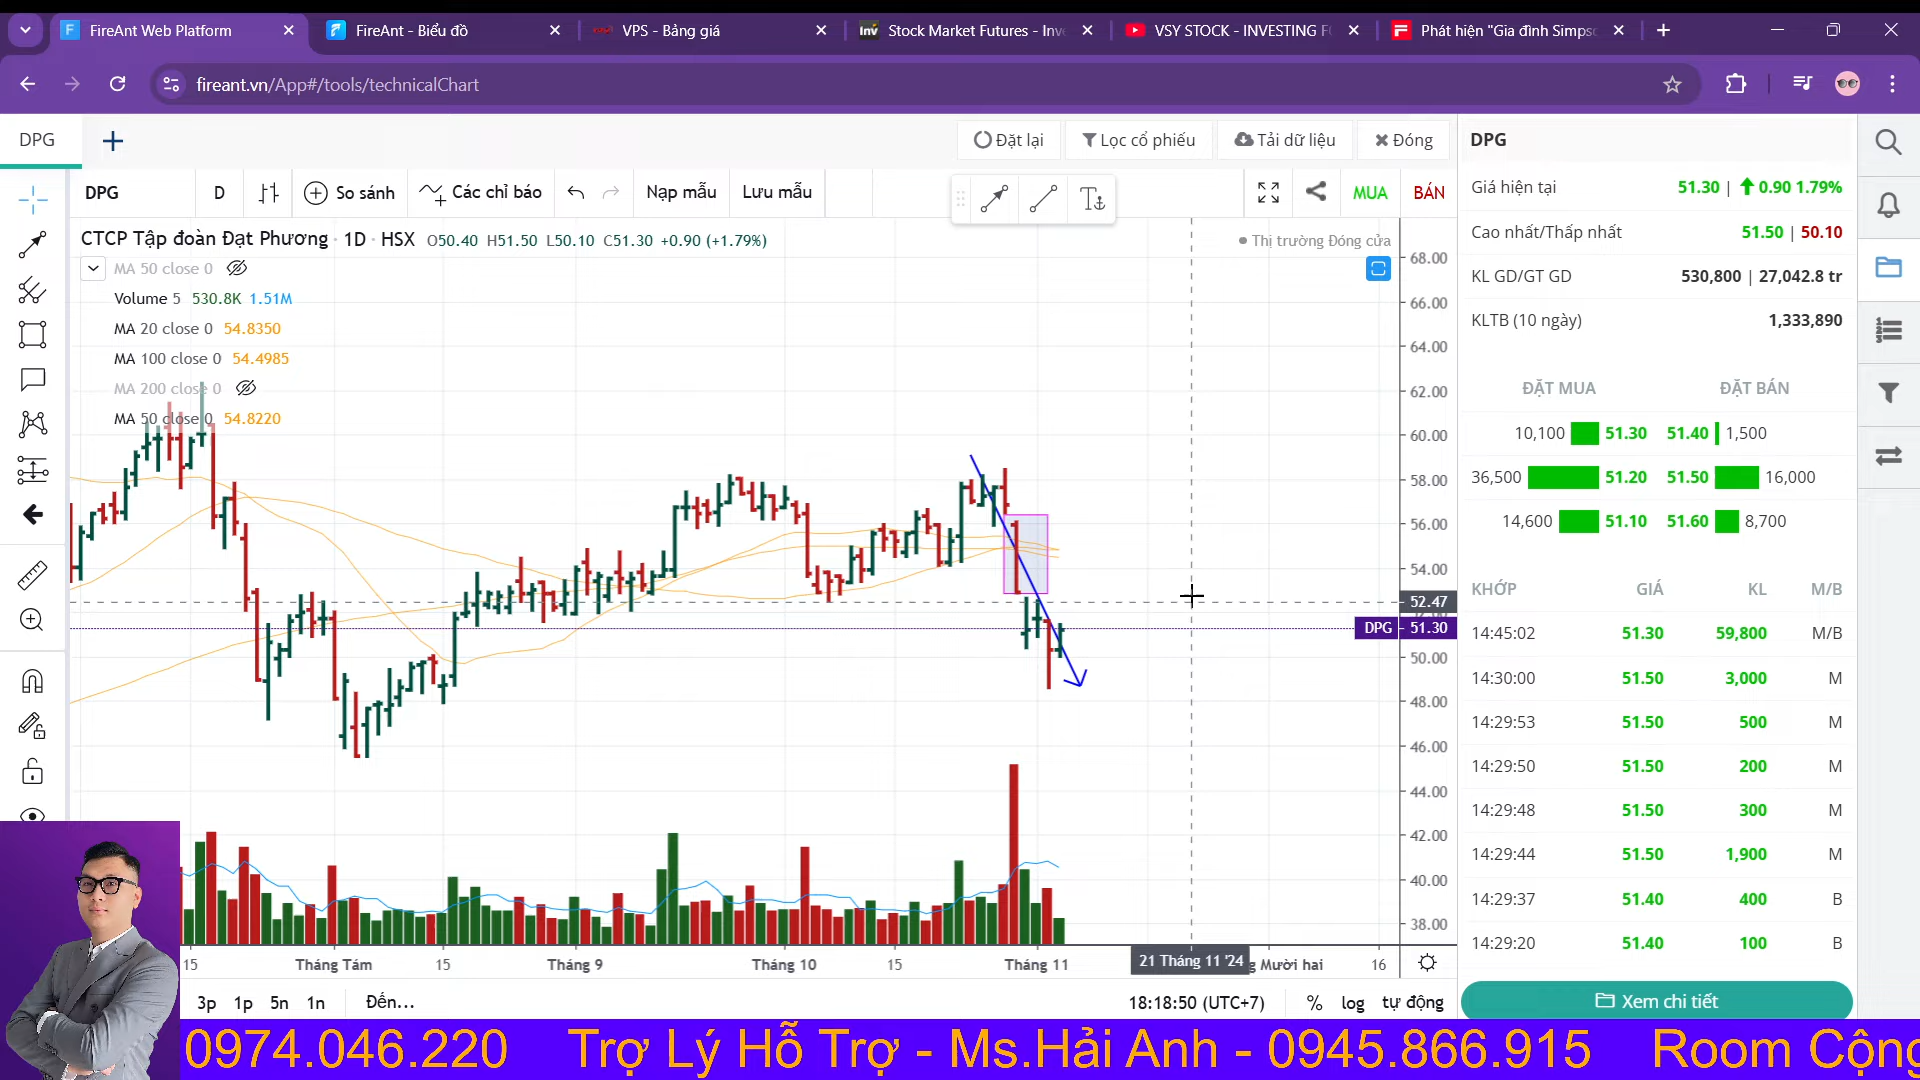 FireAnt Web Platform
FireAnt - Biểu đồ
VPS - Bảng giá
Stock Market Futures - Inve
VSY STOCK - INVESTING F
Phát hiện "Gia đình Simps
fireant.vn/App#/tools/technicalChart
DPG
Đặt lại
Lọc cổ phiếu
Tải dữ liệu
Đóng
DPG D So sánh Các chỉ báo Nạp mẫu Lưu mẫu MUA BÁN
CTCP Tập đoàn Đạt Phương · 1D · HSX O50.40 H51.50 L50.10 C51.30 +0.90 (+1.79%)
Thị trường Đóng cửa
MA 50 close 0
Volume 5 530.8K 1.51M
MA 20 close 0 54.8350
MA 100 close 0 54.4985
MA 200 close 0
MA 50 close 0 54.8220
68.00
66.00
64.00
62.00
60.00
58.00
56.00
54.00
52.47
DPG 51.30
50.00
48.00
46.00
44.00
42.00
40.00
38.00
15 Tháng Tám 15 Tháng 9 Tháng 10 15 Tháng 11 21 Tháng 11 '24 g Mười hai 16
3p 1p 5n 1n Đến... 18:18:50 (UTC+7) % log tự động
DPG
Giá hiện tại 51.30 | 0.90 1.79%
Cao nhất/Thấp nhất 51.50 | 50.10
KL GD/GT GD 530,800 | 27,042.8 tr
KLTB (10 ngày) 1,333,890
ĐẶT MUA ĐẶT BÁN
10,100 51.30 51.40 1,500
36,500 51.20 51.50 16,000
14,600 51.10 51.60 8,700
KHỚP GIÁ KL M/B
14:45:02 51.30 59,800 M/B
14:30:00 51.50 3,000 M
14:29:53 51.50 500 M
14:29:50 51.50 200 M
14:29:48 51.50 300 M
14:29:44 51.50 1,900 M
14:29:37 51.40 400 B
14:29:20 51.40 100 B
Xem chi tiết
0974.046.220 Trợ Lý Hỗ Trợ - Ms.Hải Anh - 0945.866.915 Room Cộng